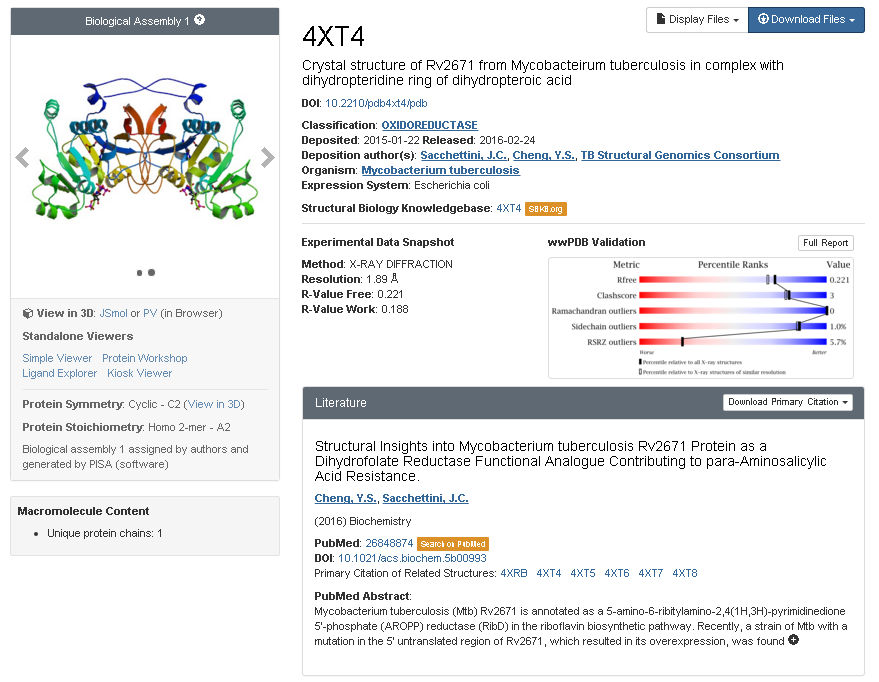 Biological Assembly 1 ?
View in 3D: JSmol or PV (in Browser)
Standalone Viewers
Simple Viewer Protein Workshop
Ligand Explorer Kiosk Viewer
Protein Symmetry: Cyclic - C2 (View in 3D)
Protein Stoichiometry: Homo 2-mer - A2
Biological assembly 1 assigned by authors and
generated by PISA (software)
Macromolecule Content
Unique protein chains: 1
Display Files
Download Files
4XT4
Crystal structure of Rv2671 from Mycobacteirum tuberculosis in complex with
dihydropteridine ring of dihydropteroic acid
DOI: 10.2210/pdb4xt4/pdb
Classification: OXIDOREDUCTASE
Deposited: 2015-01-22 Released: 2016-02-24
Deposition author(s): Sacchettini, J.C., Cheng, Y.S., TB Structural Genomics Consortium
Organism: Mycobacterium tuberculosis
Expression System: Escherichia coli
Structural Biology Knowledgebase: 4XT4 SBKB.org
Experimental Data Snapshot
Method: X-RAY DIFFRACTION
Resolution: 1.89 Å
R-Value Free: 0.221
R-Value Work: 0.188
wwPDB Validation
Full Report
Metric Percentile Ranks Value
Rfree 0.221
Clashscore 3
Ramachandran outliers 0
Sidechain outliers 1.0%
RSRZ outliers 5.7%
Worse Better
Percentile relative to all X-ray structures
Percentile relative to X-ray structures of similar resolution
Literature
Download Primary Citation
Structural Insights into Mycobacterium tuberculosis Rv2671 Protein as a
Dihydrofolate Reductase Functional Analogue Contributing to para-Aminosalicylic
Acid Resistance.
Cheng, Y.S., Sacchettini, J.C.
(2016) Biochemistry
PubMed: 26848874 Search on PubMed
DOI: 10.1021/acs.biochem.5b00993
Primary Citation of Related Structures: 4XRB 4XT4 4XT5 4XT6 4XT7 4XT8
PubMed Abstract:
Mycobacterium tuberculosis (Mtb) Rv2671 is annotated as a 5-amino-6-ribitylamino-2,4(1H,3H)-pyrimidinedione
5'-phosphate (AROPP) reductase (RibD) in the riboflavin biosynthetic pathway. Recently, a strain of Mtb with a
mutation in the 5' untranslated region of Rv2671, which resulted in its overexpression, was found